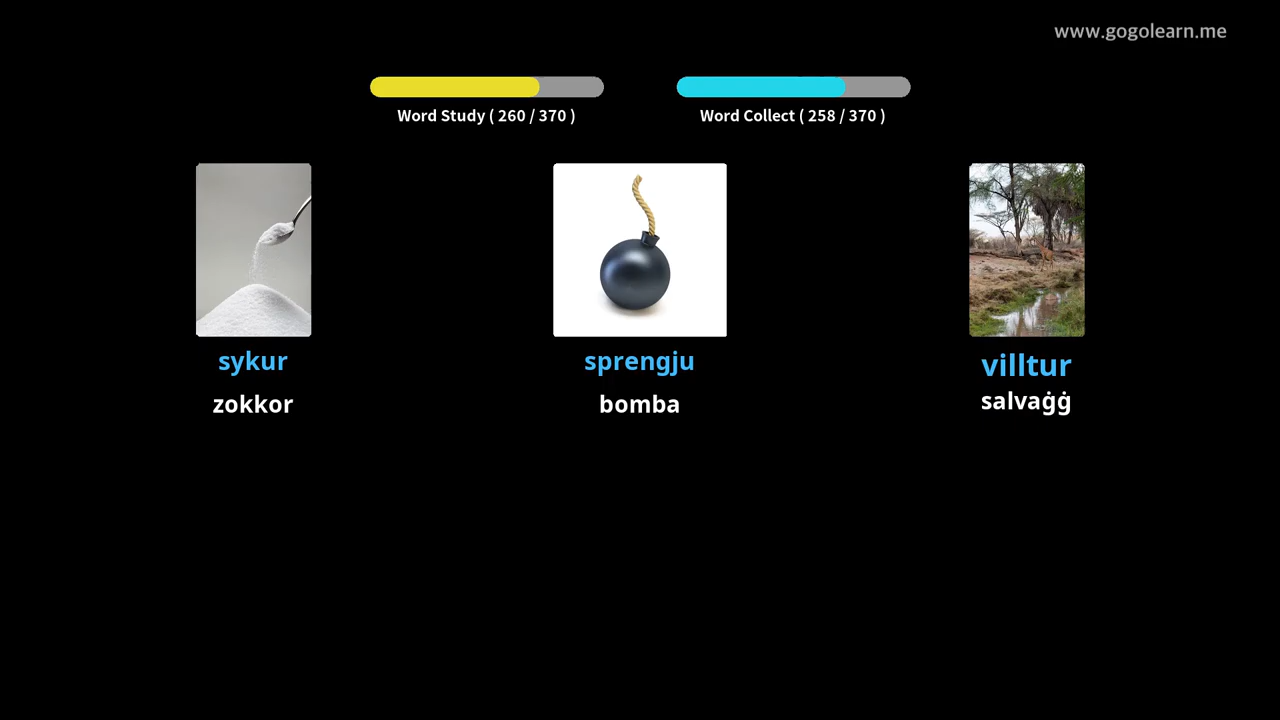 www.gogolearn.me
Word Study ( 260 / 370 )
Word Collect ( 258 / 370 )
sykur
sprengju
villtur
zokkor
bomba
salvaġġ